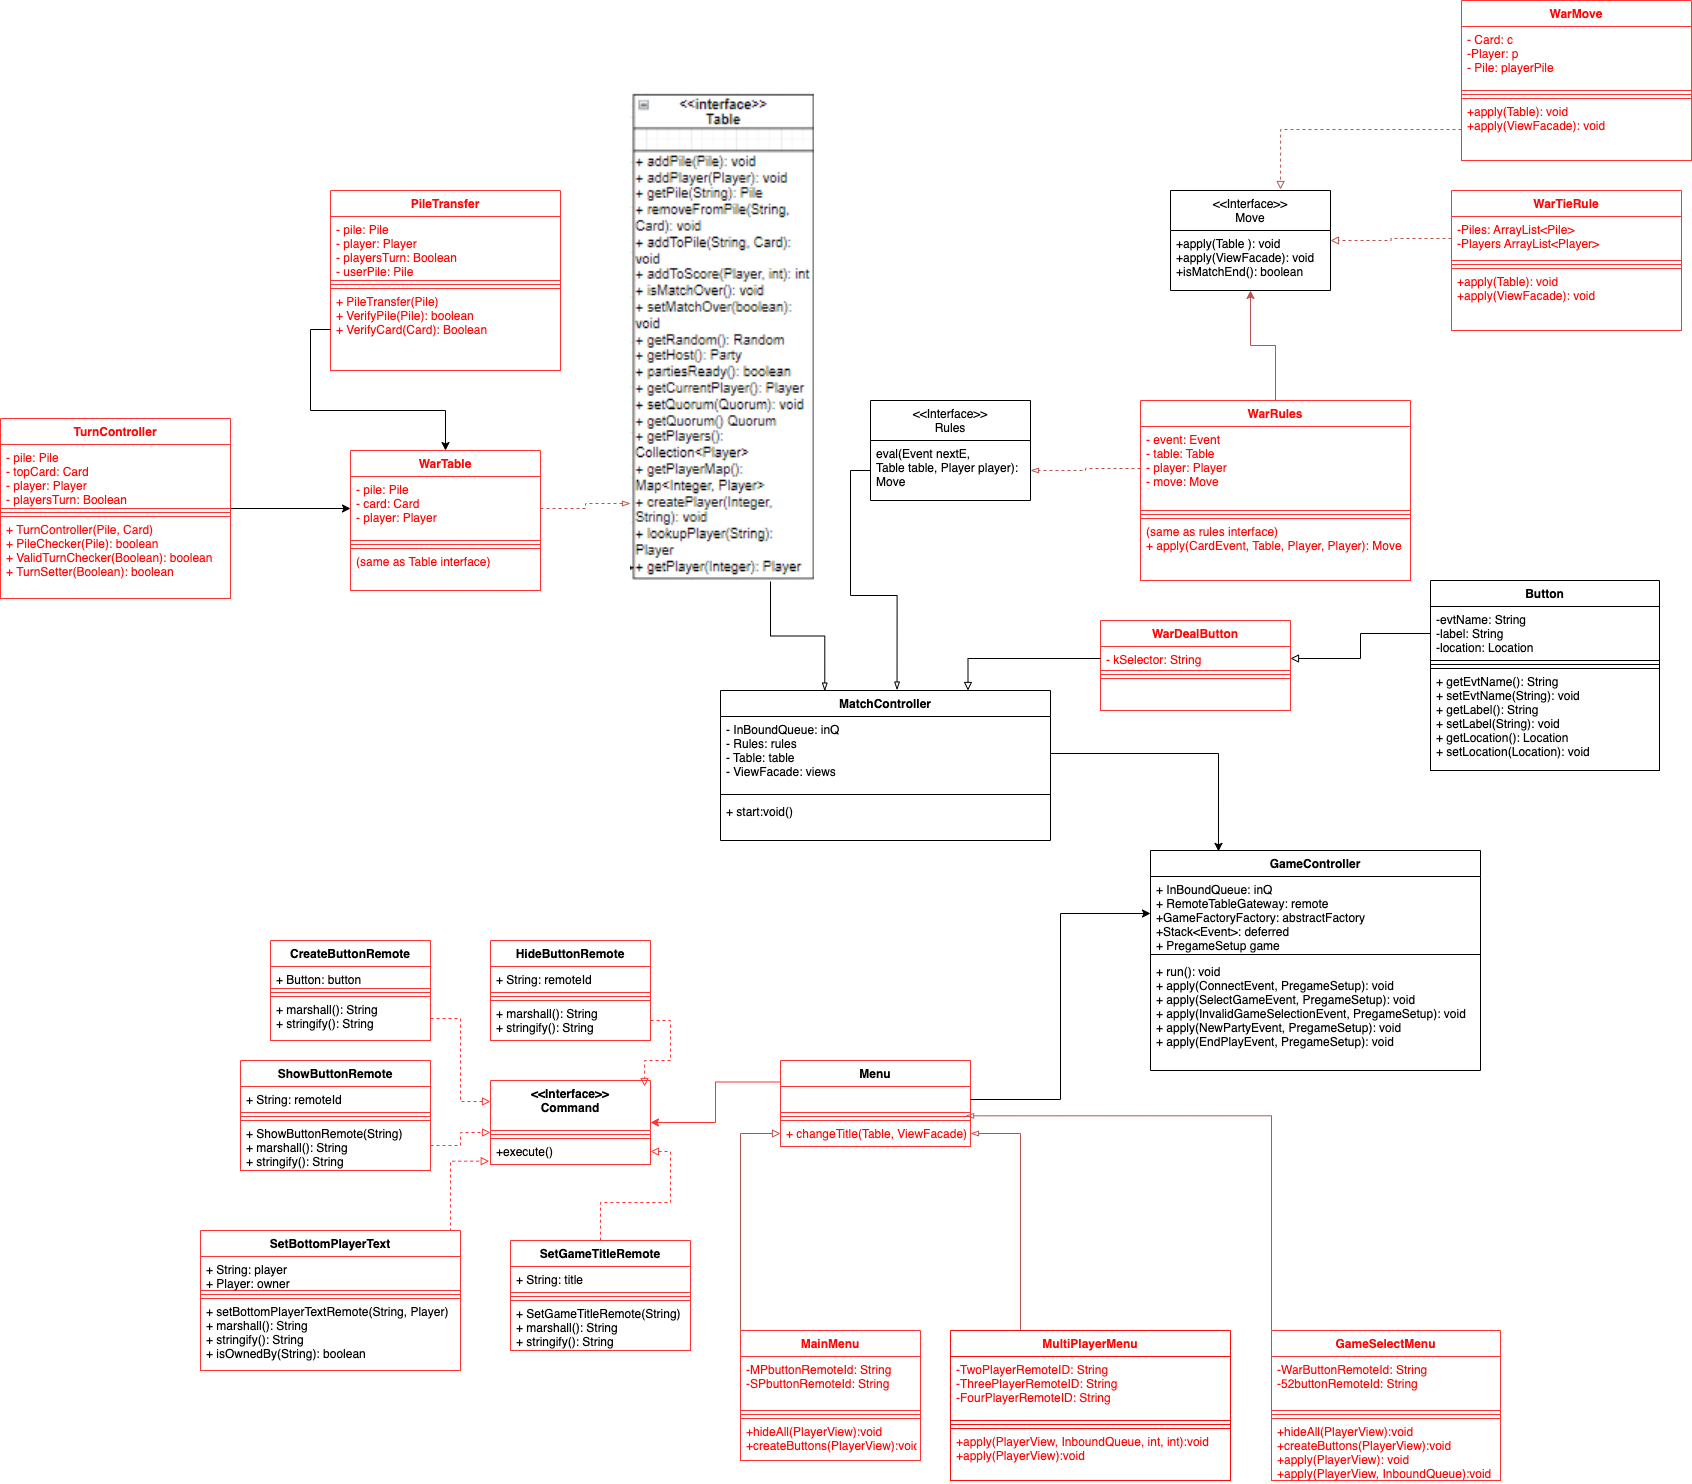 WarMove
- Card: c
-Player: p
- Pile: playerPile
+apply(Table): void
+apply(ViewFacade): void
<<interface>>
Table
+ addPile(Pile): void
+ addPlayer(Player): void
+ getPile(String): Pile
+ removeFromPile(String,
Card): void
+ addToPile(String, Card):
void
+ addToScore(Player, int): int
+ isMatchOver(): void
+ setMatchOver(boolean):
void
+ getRandom(): Random
+ getHost(): Party
+ partiesReady(): boolean
+ getCurrentPlayer(): Player
+ setQuorum(Quorum): void
+ getQuorum() Quorum
+ getPlayers():
Collection<Player>
+ getPlayerMap():
Map<Integer, Player>
+ createPlayer(Integer,
String): void
+ lookupPlayer(String):
Player
+ getPlayer(Integer): Player
PileTransfer
- pile: Pile
- player: Player
- playersTurn: Boolean
- userPile: Pile
+ PileTransfer(Pile)
+ VerifyPile(Pile): boolean
+ VerifyCard(Card): Boolean
<<Interface>>
Move
+apply(Table ): void
+apply(ViewFacade): void
+isMatchEnd(): boolean
WarTieRule
-Piles: ArrayList<Pile>
-Players ArrayList<Player>
+apply(Table): void
+apply(ViewFacade): void
TurnController
- pile: Pile
- topCard: Card
- player: Player
- playersTurn: Boolean
+ TurnController(Pile, Card)
+ PileChecker(Pile): boolean
+ ValidTurnChecker(Boolean): boolean
+ TurnSetter(Boolean): boolean
WarTable
- pile: Pile
- card: Card
- player: Player
(same as Table interface)
<<Interface>>
Rules
eval(Event nextE,
Table table, Player player):
Move
WarRules
- event: Event
- table: Table
- player: Player
- move: Move
(same as rules interface)
+ apply(CardEvent, Table, Player, Player): Move
WarDealButton
- kSelector: String
Button
-evtName: String
-label: String
-location: Location
+ getEvtName(): String
+ setEvtName(String): void
+ getLabel(): String
+ setLabel(String): void
+ getLocation(): Location
+ setLocation(Location): void
MatchController
- InBoundQueue: inQ
- Rules: rules
- Table: table
- ViewFacade: views
+ start:void()
GameController
+ InBoundQueue: inQ
+ RemoteTableGateway: remote
+GameFactoryFactory: abstractFactory
+Stack<Event>: deferred
+ PregameSetup game
+ run(): void
+ apply(ConnectEvent, PregameSetup): void
+ apply(SelectGameEvent, PregameSetup): void
+ apply(InvalidGameSelectionEvent, PregameSetup): void
+ apply(NewPartyEvent, PregameSetup): void
+ apply(EndPlayEvent, PregameSetup): void
CreateButtonRemote
+ Button: button
+ marshall(): String
+ stringify(): String
HideButtonRemote
+ String: remoteId
+ marshall(): String
+ stringify(): String
ShowButtonRemote
+ String: remoteId
+ ShowButtonRemote(String)
+ marshall(): String
+ stringify(): String
<<Interface>>
Command
+execute()
Menu
+ changeTitle(Table, ViewFacade)
SetBottomPlayerText
+ String: player
+ Player: owner
+ setBottomPlayerTextRemote(String, Player)
+ marshall(): String
+ stringify(): String
+ isOwnedBy(String): boolean
SetGameTitleRemote
+ String: title
+ SetGameTitleRemote(String)
+ marshall(): String
+ stringify(): String
MainMenu
-MPbuttonRemoteId: String
-SPbuttonRemoteId: String
+hideAll(PlayerView):void
+createButtons(PlayerView):voic
MultiPlayerMenu
-TwoPlayerRemoteID: String
-ThreePlayerRemoteID: String
-FourPlayerRemoteID: String
+apply(PlayerView, InboundQueue, int, int):void
+apply(PlayerView):void
GameSelectMenu
-WarButtonRemoteId: String
-52buttonRemoteId: String
+hideAll(PlayerView):void
+createButtons(PlayerView):void
+apply(PlayerView): void
+apply(PlayerView, InboundQueue):void